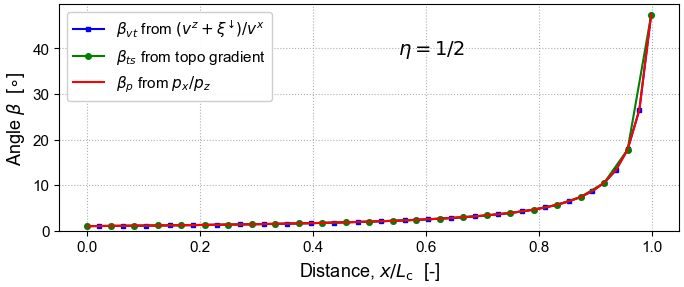 β_vt from (v^z + ξ^↓)/v^x
β_ts from topo gradient
β_p from p_x/p_z
η = 1/2
Angle β [∘]
40
30
20
10
0
0.0 0.2 0.4 0.6 0.8 1.0
Distance, x/L_c [-]